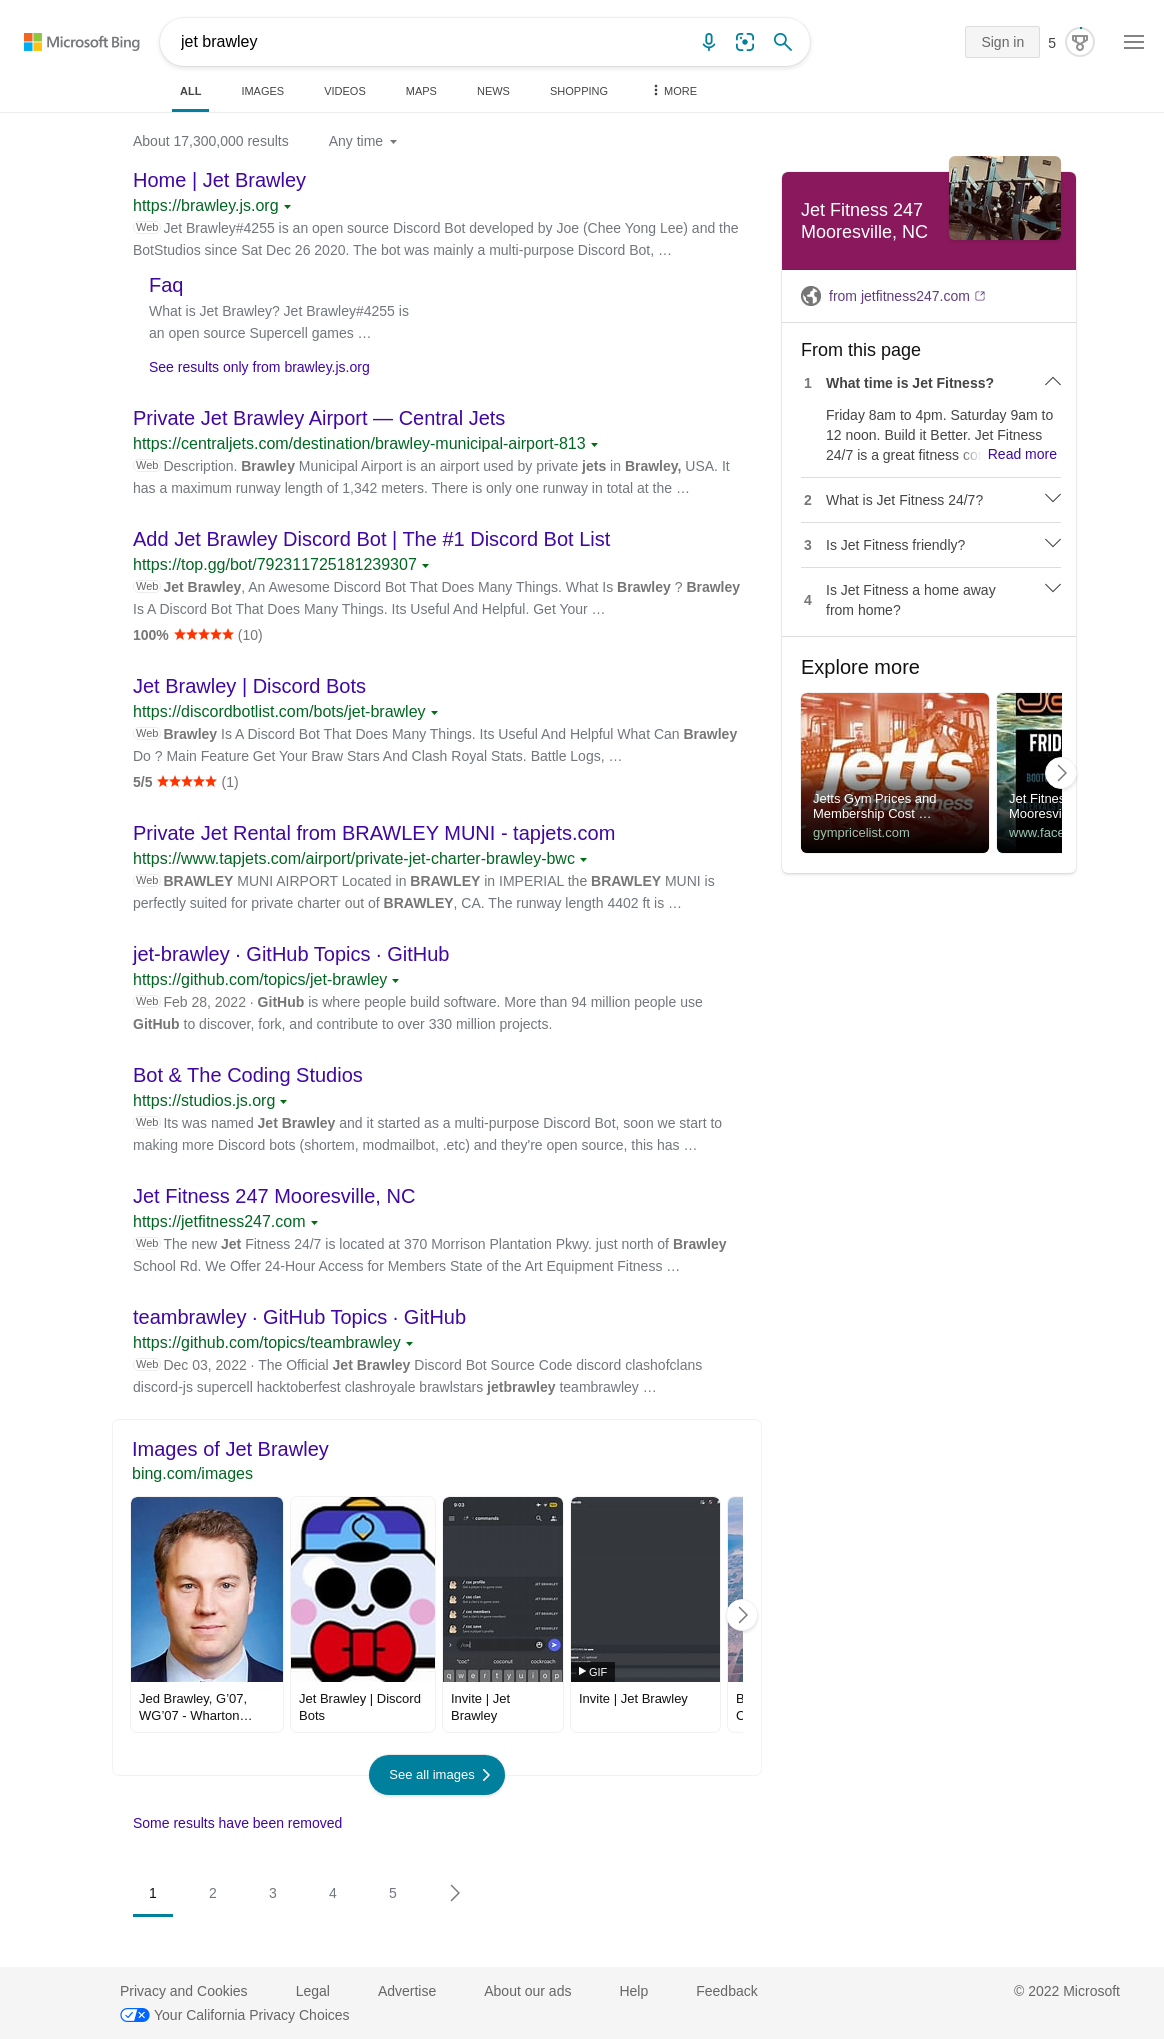 Microsoft Bing
jet brawley
Sign in
5
ALL
IMAGES
VIDEOS
MAPS
NEWS
SHOPPING
MORE
About 17,300,000 results
Any time
Home | Jet Brawley
https://brawley.js.org
Web Jet Brawley#4255 is an open source Discord Bot developed by Joe (Chee Yong Lee) and the
BotStudios since Sat Dec 26 2020. The bot was mainly a multi-purpose Discord Bot, …
Faq
What is Jet Brawley? Jet Brawley#4255 is
an open source Supercell games …
See results only from brawley.js.org
Private Jet Brawley Airport — Central Jets
https://centraljets.com/destination/brawley-municipal-airport-813
Web Description. Brawley Municipal Airport is an airport used by private jets in Brawley, USA. It
has a maximum runway length of 1,342 meters. There is only one runway in total at the …
Add Jet Brawley Discord Bot | The #1 Discord Bot List
https://top.gg/bot/792311725181239307
Web Jet Brawley, An Awesome Discord Bot That Does Many Things. What Is Brawley ? Brawley
Is A Discord Bot That Does Many Things. Its Useful And Helpful. Get Your …
100% (10)
Jet Brawley | Discord Bots
https://discordbotlist.com/bots/jet-brawley
Web Brawley Is A Discord Bot That Does Many Things. Its Useful And Helpful What Can Brawley
Do ? Main Feature Get Your Braw Stars And Clash Royal Stats. Battle Logs, …
5/5 (1)
Private Jet Rental from BRAWLEY MUNI - tapjets.com
https://www.tapjets.com/airport/private-jet-charter-brawley-bwc
Web BRAWLEY MUNI AIRPORT Located in BRAWLEY in IMPERIAL the BRAWLEY MUNI is
perfectly suited for private charter out of BRAWLEY, CA. The runway length 4402 ft is …
jet-brawley · GitHub Topics · GitHub
https://github.com/topics/jet-brawley
Web Feb 28, 2022 · GitHub is where people build software. More than 94 million people use
GitHub to discover, fork, and contribute to over 330 million projects.
Bot & The Coding Studios
https://studios.js.org
Web Its was named Jet Brawley and it started as a multi-purpose Discord Bot, soon we start to
making more Discord bots (shortem, modmailbot, .etc) and they're open source, this has …
Jet Fitness 247 Mooresville, NC
https://jetfitness247.com
Web The new Jet Fitness 24/7 is located at 370 Morrison Plantation Pkwy. just north of Brawley
School Rd. We Offer 24-Hour Access for Members State of the Art Equipment Fitness …
teambrawley · GitHub Topics · GitHub
https://github.com/topics/teambrawley
Web Dec 03, 2022 · The Official Jet Brawley Discord Bot Source Code discord clashofclans
discord-js supercell hacktoberfest clashroyale brawlstars jetbrawley teambrawley …
Images of Jet Brawley
bing.com/images
9:03
commands
/ coc profile
/ coc clan
/ coc members
/ coc save
JET BRAWLEY
JET BRAWLEY
JET BRAWLEY
JET BRAWLEY
"coc" coconut cockroach
q w e r t y u i o p
GIF
Jed Brawley, G'07,
WG'07 - Wharton…
Jet Brawley | Discord
Bots
Invite | Jet
Brawley
Invite | Jet Brawley
B
C
See all images
Some results have been removed
1
2
3
4
5
Jet Fitness 247
Mooresville, NC
from jetfitness247.com
From this page
1 What time is Jet Fitness?
Friday 8am to 4pm. Saturday 9am to
12 noon. Build it Better. Jet Fitness
24/7 is a great fitness co Read more
2 What is Jet Fitness 24/7?
3 Is Jet Fitness friendly?
4 Is Jet Fitness a home away
from home?
Explore more
jetts
24 hour fitness
Jetts Gym Prices and
Membership Cost …
gympricelist.com
FRID
BOOT
Jet Fitnes
Mooresvi
www.face
Privacy and Cookies
Legal
Advertise
About our ads
Help
Feedback
© 2022 Microsoft
Your California Privacy Choices